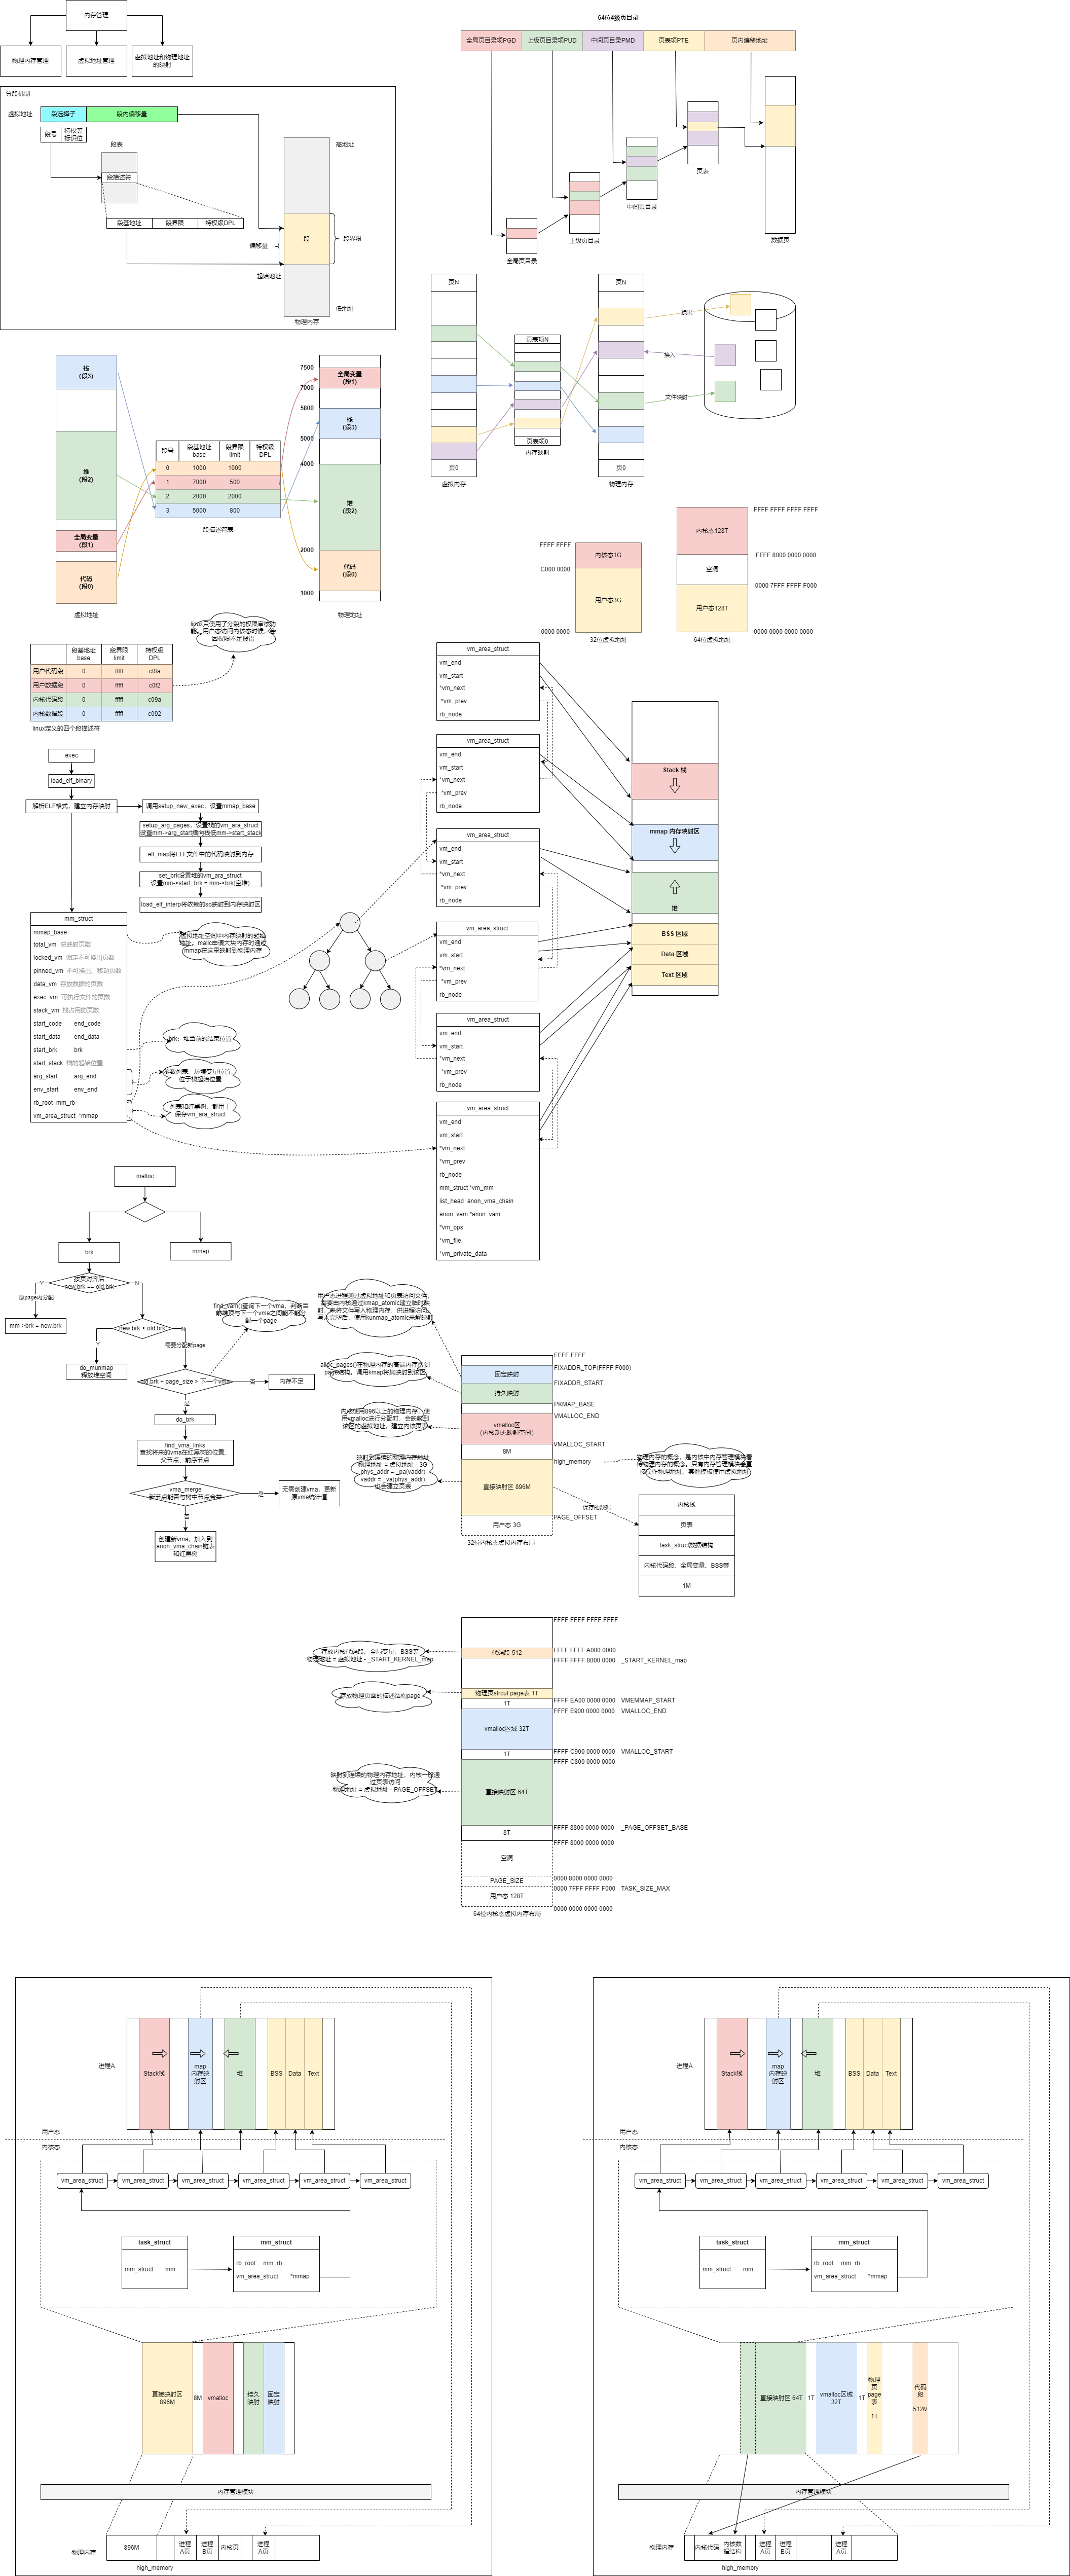 内存管理
物理内存管理
虚拟地址管理
虚拟地址和物理地址
的映射
分段机制
虚拟地址
段选择子
段内偏移量
段号
特权等
标识位
段表
段描述符
段基地址
段界限
特权级DPL
高地址
偏移量
段
段界限
起始地址
低地址
物理内存
64位4级页目录
全局页目录项PGD
上级页目录项PUD
中间页目录PMD
页表项PTE
页内偏移地址
页表
中间页目录
上级页目录
全局页目录
数据页
页N
页0
虚拟内存
页表项N
页表项0
内存映射
页N
页0
物理内存
换出
换入
文件映射
栈
(段3)
堆
(段2)
全局变量
(段1)
代码
(段0)
虚拟地址
段号
段基地址
base
段界限
limit
特权级
DPL
0 1000 1000
1 7000 500
2 2000 2000
3 5000 800
段描述符表
7500
7000
5800
5000
4000
2000
1000
全局变量
(段1)
栈
(段3)
堆
(段2)
代码
(段0)
物理地址
FFFF FFFF
C000 0000
0000 0000
内核态1G
用户态3G
32位虚拟地址
内核态128T
空洞
用户态128T
FFFF FFFF FFFF FFFF
FFFF 8000 0000 0000
0000 7FFF FFFF F000
0000 0000 0000 0000
64位虚拟地址
linux只使用了分段的权限审核功
能，用户态访问内核态时候，会
因权限不足报错
段基地址
base
段界限
limit
特权级
DPL
用户代码段 0 fffff c0fa
用户数据段 0 fffff c0f2
内核代码段 0 fffff c09a
内核数据段 0 fffff c092
linux定义的四个段描述符
exec
load_elf_binary
解析ELF格式，建立内存映射
调用setup_new_exec，设置mmap_base
setup_arg_pages，设置栈的vm_ara_struct
设置mm->arg_start指向栈低mm->start_stack
elf_map将ELF文件中的代码映射到内存
set_brk设置堆的vm_ara_struct
设置mm->start_brk = mm->brk(空堆)
load_elf_interp将依赖的so映射到内存映射区
mm_struct
mmap_base
total_vm 总映射页数
locked_vm 锁定不可换出页数
pinned_vm 不可换出、移动页数
data_vm 存放数据的页数
exec_vm 可执行文件的页数
stack_vm 栈占用的页数
start_code end_code
start_data end_data
start_brk brk
start_stack 栈的起始位置
arg_start arg_end
env_start env_end
rb_root mm_rb
vm_area_struct *mmap
虚拟地址空间中内存映射的起始
地址，mallc申请大块内存时通过
mmap在这里映射到物理内存
brk：堆当前的结束位置
参数列表、环境变量位置，
位于栈起始位置
列表和红黑树，都用于
保存vm_ara_struct
vm_area_struct
vm_end
vm_start
*vm_next
*vm_prev
rb_node
vm_area_struct
vm_end
vm_start
*vm_next
*vm_prev
rb_node
vm_area_struct
vm_end
vm_start
*vm_next
*vm_prev
rb_node
vm_area_struct
vm_end
vm_start
*vm_next
*vm_prev
rb_node
vm_area_struct
vm_end
vm_start
*vm_next
*vm_prev
rb_node
vm_area_struct
vm_end
vm_start
*vm_next
*vm_prev
rb_node
mm_struct *vm_mm
list_head anon_vma_chain
anon_vam *anon_vam
*vm_ops
*vm_file
*vm_private_data
Stack 栈
mmap 内存映射区
堆
BSS 区域
Data 区域
Text 区域
malloc
brk
mmap
按页对齐后
new.brk == old.brk
Y
N
原page内分配
mm->brk = new.brk
new.brk < old.brk
Y
N
do_munmap
释放堆空间
需要分配新page
find_vam()查询下一个vma，判断当
前堆顶与下一个vma之间能不能分
配一个page
old.brk + page_size > 下一个vma
否
内存不足
是
do_brk
find_vma_links
查找将来的vma在红黑树的位置、
父节点、前序节点
vma_merge
新节点能否与树中节点合并
是
无需创建vma，更新
原vma统计值
否
创建新vma，加入到
anon_vma_chain链表
和红黑树
用户态进程通过虚拟地址和页表访问文件，
需要由内核通过kmap_atomic建立临时映
射，来将文件写入物理内存，供进程访问。
写入完毕后，使用kunmap_atomic来解映射
alloc_pages()在物理内存的高端内存得到
page结构，调用kmap将其映射到该区
内核使用896以上的物理内存，使
用vmalloc进行分配时，会映射到
该区的虚拟地址，建立内核页表
映射到连续的物理内存地址
物理地址 = 虚拟地址 - 3G
_phys_addr = _pa(vaddr)
vaddr = _va(phys_addr)
也会建立页表
FFFF FFFF
FIXADDR_TOP(FFFF F000)
FIXADDR_START
PKMAP_BASE
VMALLOC_END
VMALLOC_START
high_memory
PAGE_OFFSET
固定映射
持久映射
vmalloc区
(内核动态映射空间)
8M
直接映射区 896M
用户态 3G
32位内核态虚拟内存布局
物理内存的概念，是内核中内存管理模块看
待物理内存的概念。只有内存管理模块会直
接操作物理地址。其他模板使用虚拟地址
保存的数据
内核栈
页表
task_struct数据结构
内核代码段、全局变量、BSS等
1M
存放内核代码段、全局变量、BSS等
物理地址 = 虚拟地址 - _START_KERNEL_map
存放物理页面的描述结构page
映射到连续的物理内存地址，内核一般通
过页表访问
物理地址 = 虚拟地址 - PAGE_OFFSET
FFFF FFFF FFFF FFFF
代码段 512
FFFF FFFF A000 0000
FFFF FFFF 8000 0000 _START_KERNEL_map
物理页strcut page表 1T
1T
FFFF EA00 0000 0000 VMEMMAP_START
FFFF E900 0000 0000 VMALLOC_END
vmalloc区域 32T
1T
FFFF C900 0000 0000 VMALLOC_START
FFFF C800 0000 0000
直接映射区 64T
8T
FFFF 8800 0000 0000 _PAGE_OFFSET_BASE
FFFF 8000 0000 0000
空洞
PAGE_SIZE
0000 8000 0000 0000
0000 7FFF FFFF F000 TASK_SIZE_MAX
用户态 128T
0000 0000 0000 0000
64位内核态虚拟内存布局
进程A
Stack栈
map
内存映
射区
堆
BSS
Data
Text
用户态
内核态
vm_area_struct
vm_area_struct
vm_area_struct
vm_area_struct
vm_area_struct
vm_area_struct
task_struct
mm_struct mm
mm_struct
rb_root mm_rb
vm_area_struct *mmap
直接映射区
896M
8M
vmalloc
持久
映射
固定
映射
内存管理模块
物理内存
896M
进程
A页
进程
B页
内核页
进程
A页
high_memory
进程A
Stack栈
map
内存映
射区
堆
BSS
Data
Text
用户态
内核态
vm_area_struct
vm_area_struct
vm_area_struct
vm_area_struct
vm_area_struct
vm_area_struct
task_struct
mm_struct mm
mm_struct
rb_root mm_rb
vm_area_struct *mmap
直接映射区 64T
1T
vmalloc区域
32T
1T
物理
页
page
表
1T
代码
段
512M
内存管理模块
物理内存
内核代码
内核数
据结构
进程
A页
进程
B页
进程
A页
high_memory